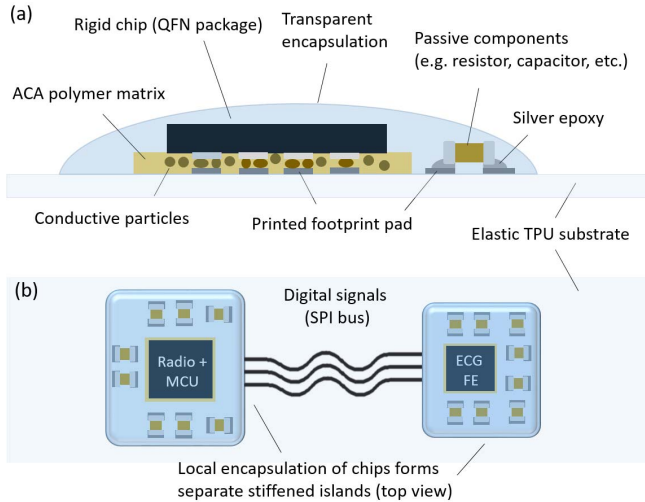 (a)
Rigid chip (QFN package)
Transparent
encapsulation
Passive components
(e.g. resistor, capacitor, etc.)
ACA polymer matrix
Silver epoxy
Conductive particles
Printed footprint pad
Elastic TPU substrate
(b)
Digital signals
(SPI bus)
Radio +
MCU
ECG
FE
Local encapsulation of chips forms
separate stiffened islands (top view)